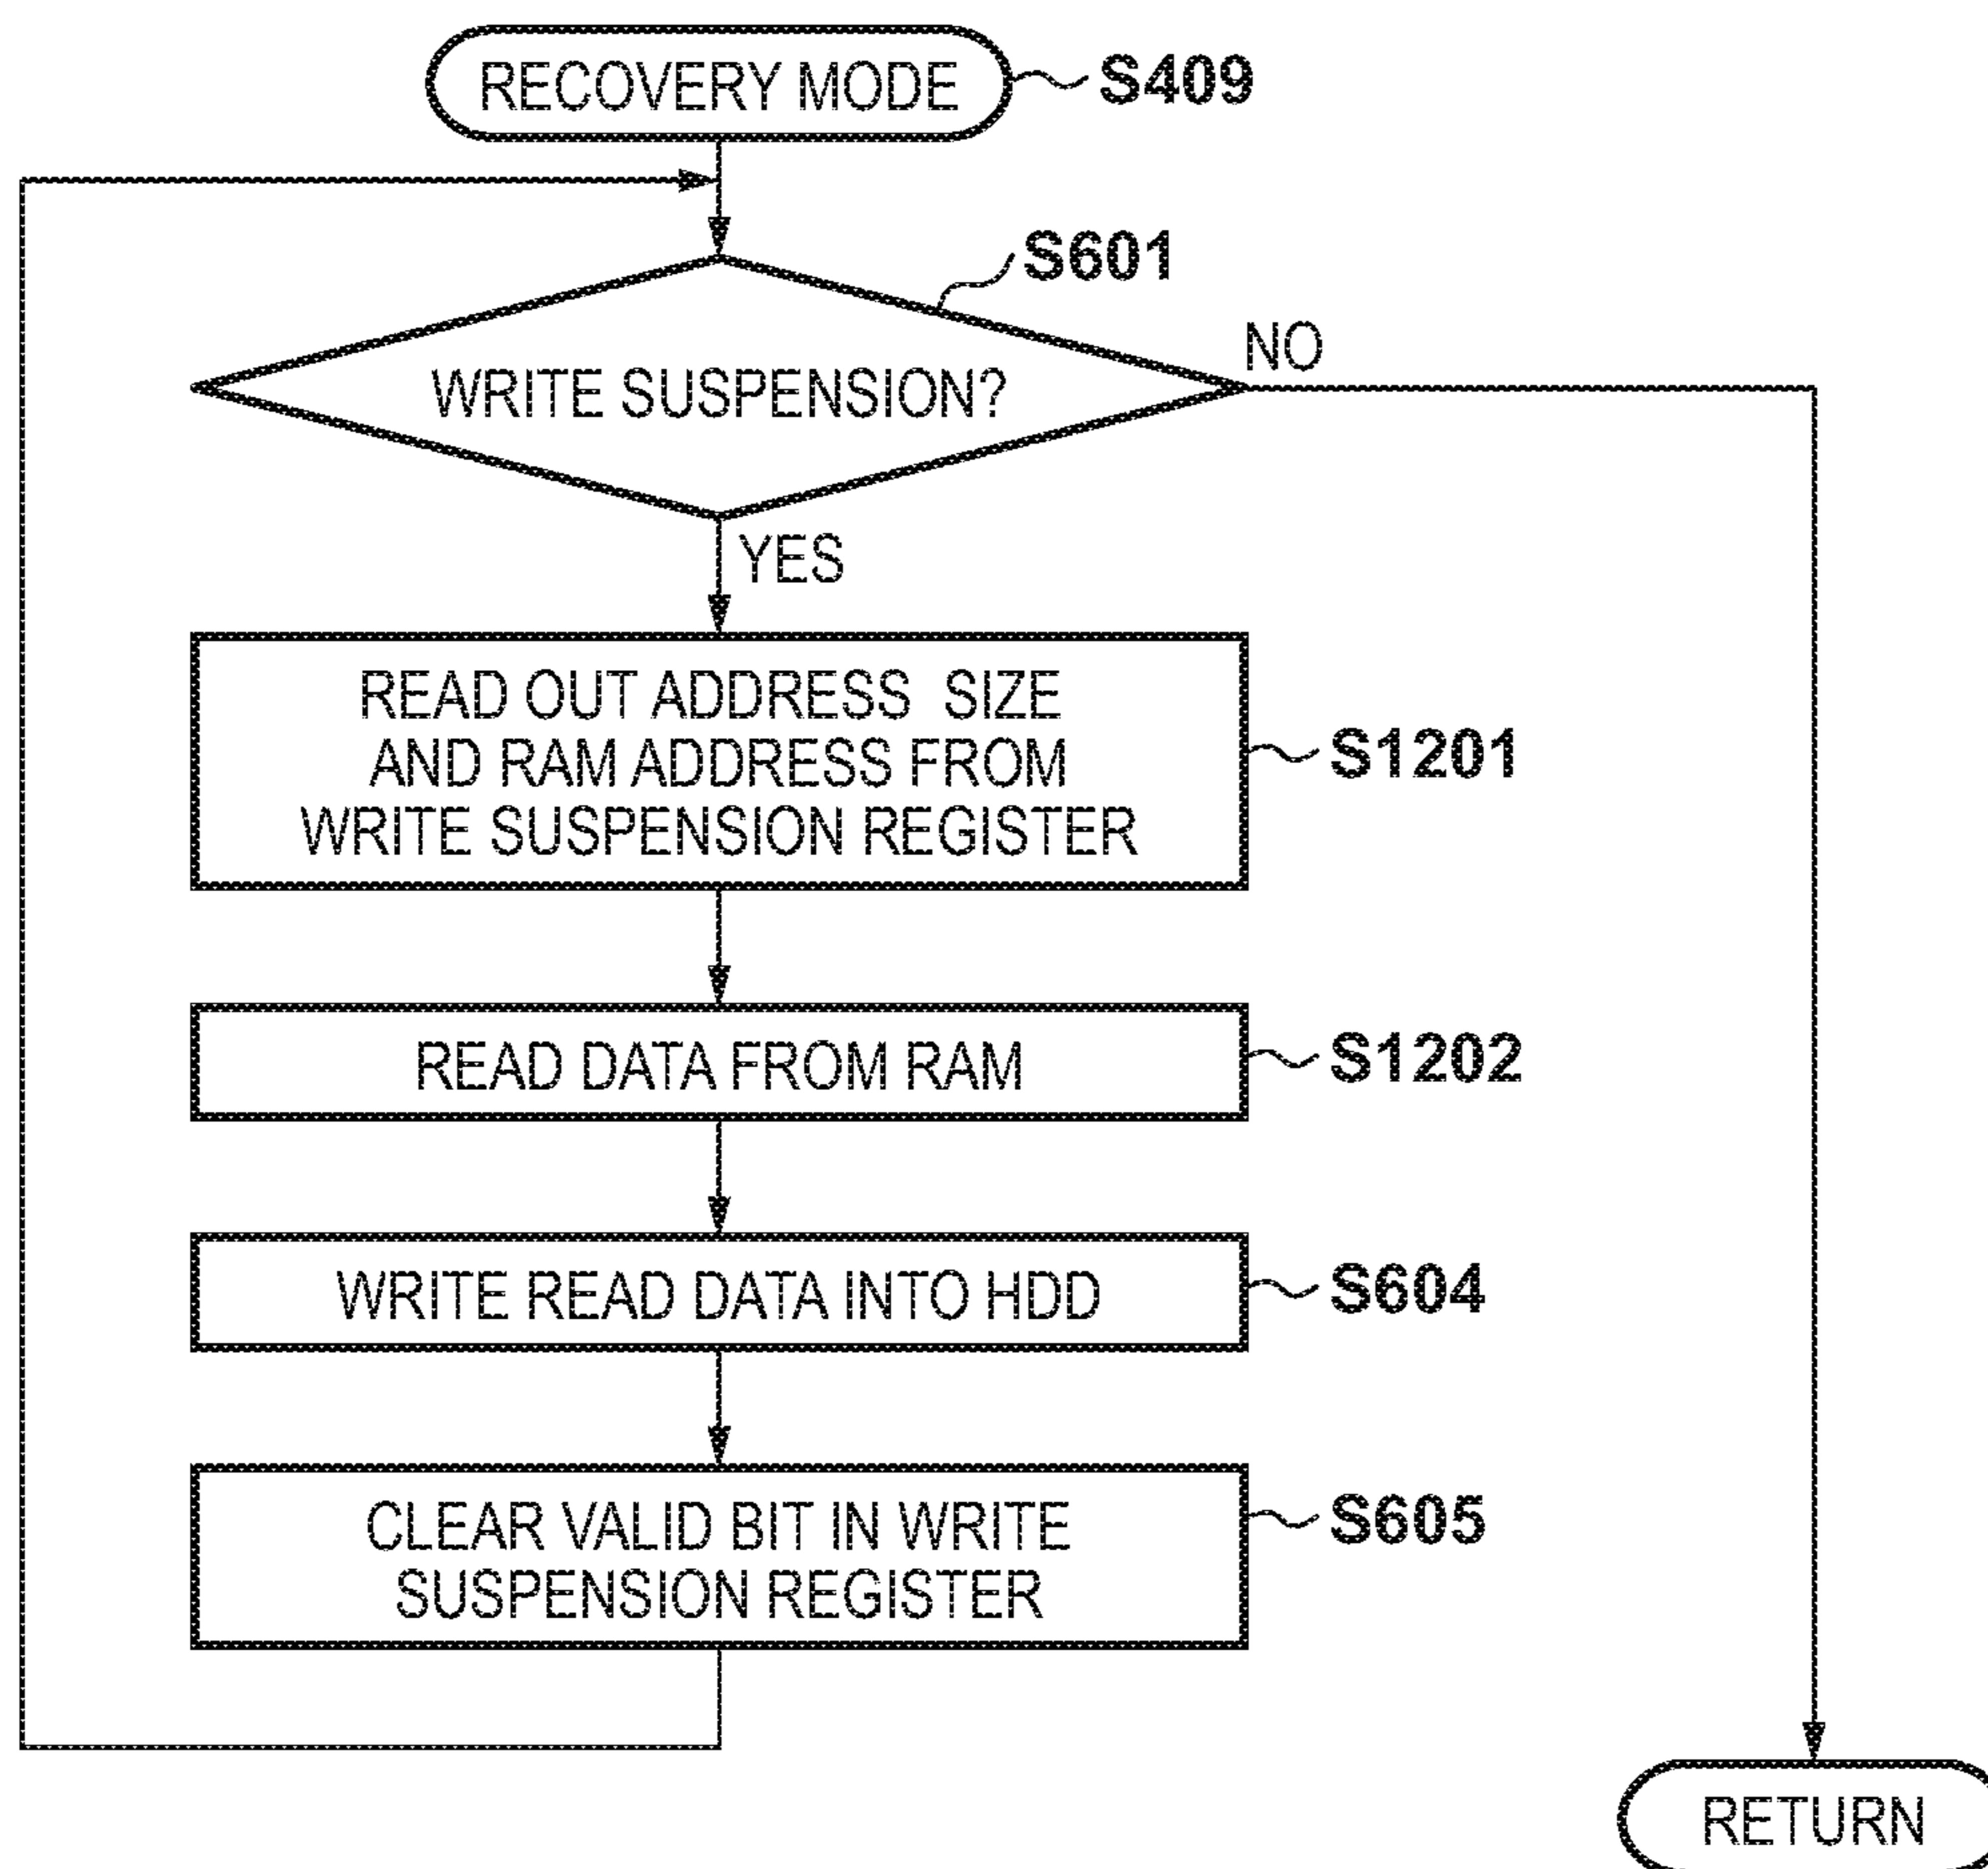 RECOVERY MODE
S409
S601
NO
WRITE SUSPENSION?
YES
READ OUT ADDRESS SIZE
AND RAM ADDRESS FROM
WRITE SUSPENSION REGISTER
S1201
READ DATA FROM RAM
S1202
WRITE READ DATA INTO HDD
S604
CLEAR VALID BIT IN WRITE
SUSPENSION REGISTER
S605
RETURN